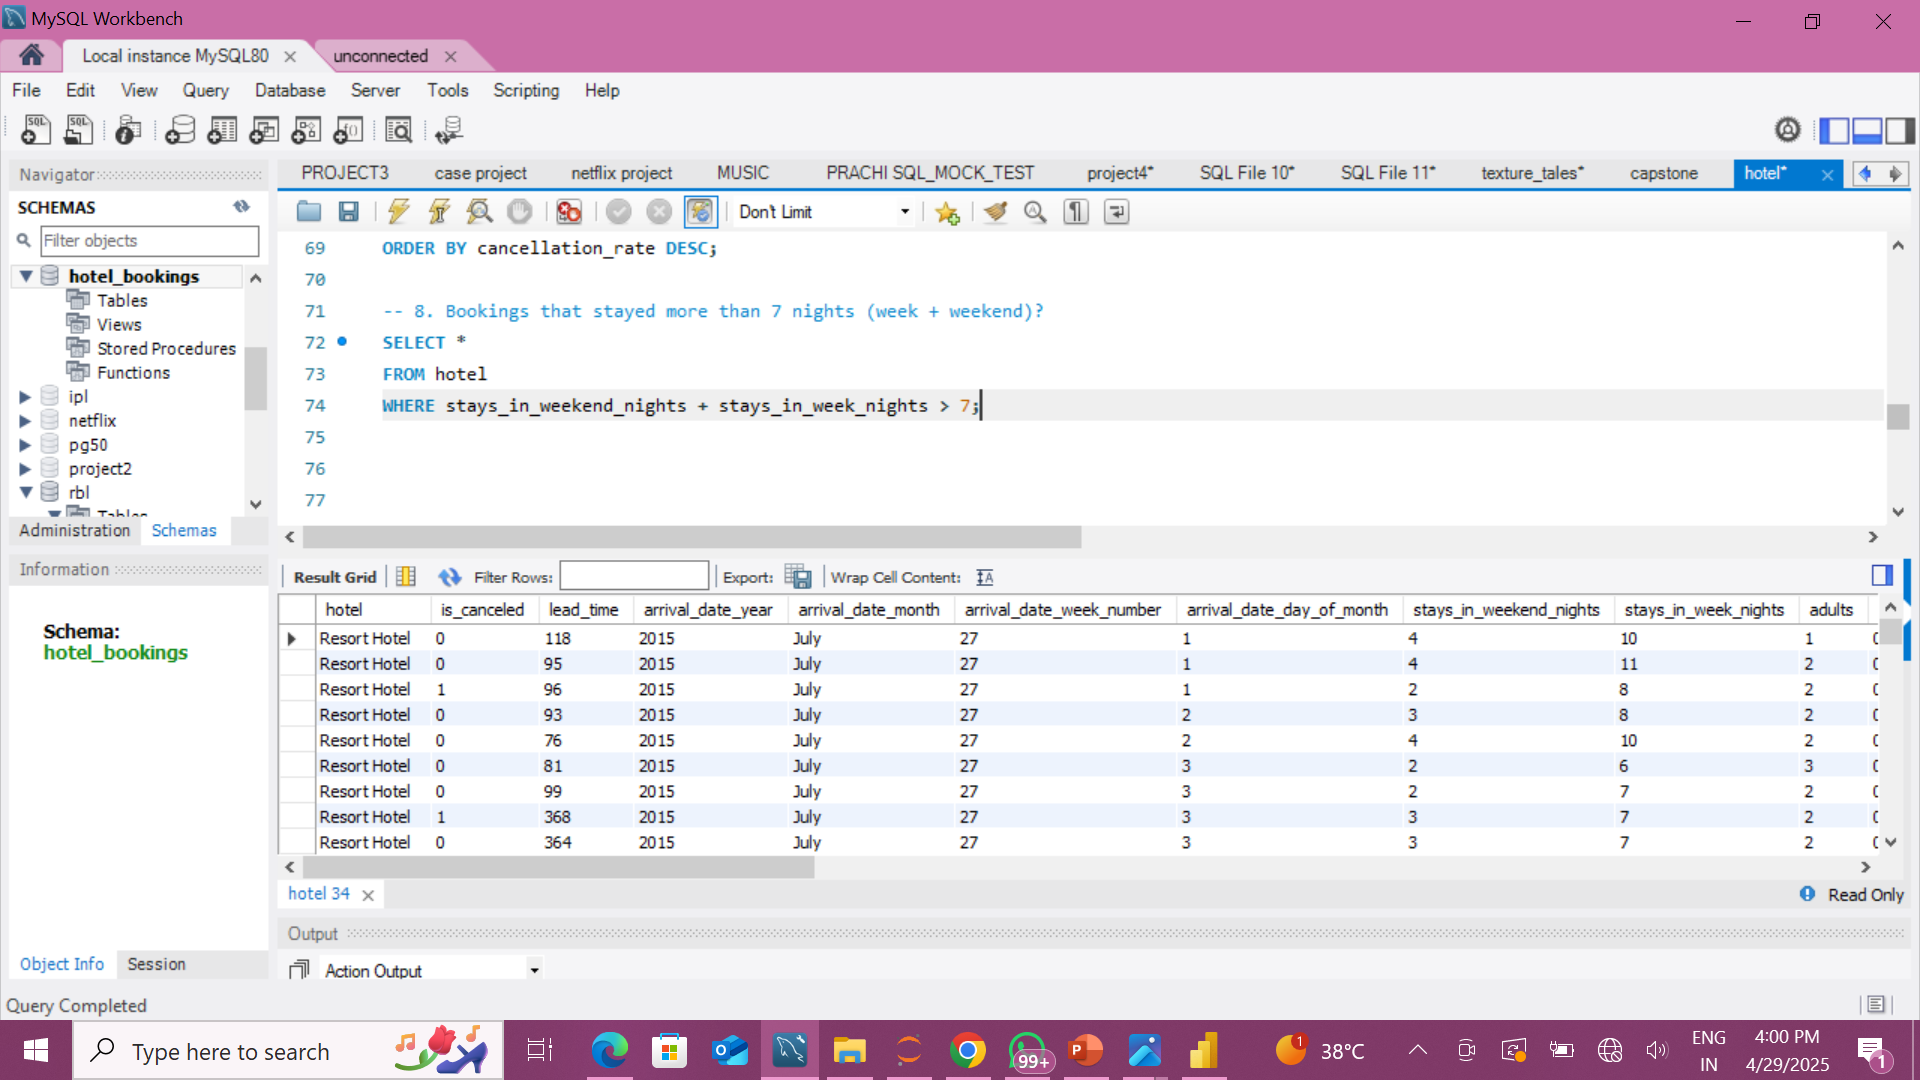 MySQL Workbench
Local instance MySQL80
unconnected
File Edit View Query Database Server Tools Scripting Help
Navigator
PROJECT3 case project netflix project MUSIC PRACHI SQL_MOCK_TEST project4* SQL File 10* SQL File 11* texture_tales* capstone hotel*
SCHEMAS
Filter objects
hotel_bookings
Tables
Views
Stored Procedures
Functions
ipl
netflix
pg50
project2
rbl
Tables
Administration Schemas
Information
Schema:
hotel_bookings
Object Info Session
Query Completed
Don't Limit
69 ORDER BY cancellation_rate DESC;
70
71 -- 8. Bookings that stayed more than 7 nights (week + weekend)?
72 SELECT *
73 FROM hotel
74 WHERE stays_in_weekend_nights + stays_in_week_nights > 7;
75
76
77
Result Grid Filter Rows: Export: Wrap Cell Content:
hotel is_canceled lead_time arrival_date_year arrival_date_month arrival_date_week_number arrival_date_day_of_month stays_in_weekend_nights stays_in_week_nights adults
Resort Hotel 0 118 2015 July 27 1 4 10 1
Resort Hotel 0 95 2015 July 27 1 4 11 2
Resort Hotel 1 96 2015 July 27 1 2 8 2
Resort Hotel 0 93 2015 July 27 2 3 8 2
Resort Hotel 0 76 2015 July 27 2 4 10 2
Resort Hotel 0 81 2015 July 27 3 2 6 3
Resort Hotel 0 99 2015 July 27 3 2 7 2
Resort Hotel 1 368 2015 July 27 3 3 7 2
Resort Hotel 0 364 2015 July 27 3 3 7 2
hotel 34
Read Only
Output
Action Output
Type here to search
99+
1
38°C
ENG
IN
4:00 PM
4/29/2025
1